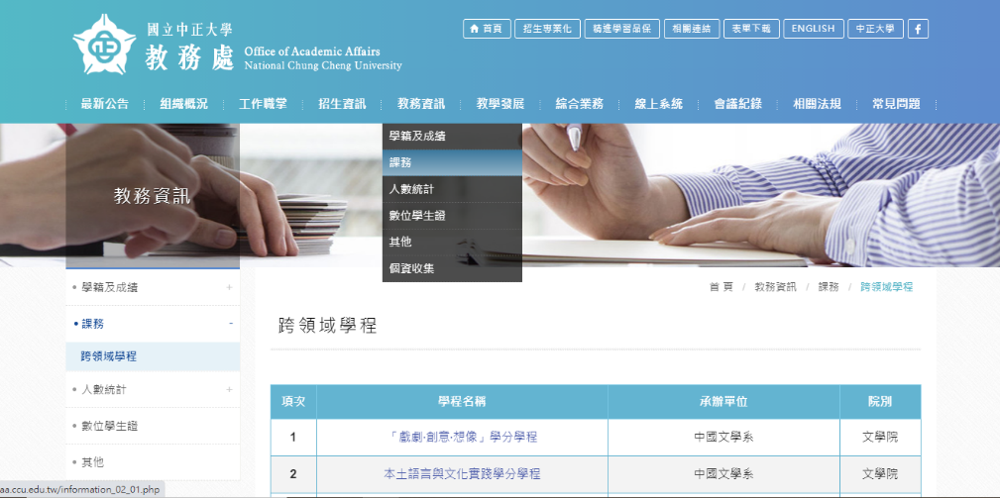 國立中正大學
教務處
Office of Academic Affairs
National Chung Cheng University
首頁 招生專業化 精進學習品保 相關連結 表單下載 ENGLISH 中正大學 f
最新公告 組織概況 工作職掌 招生資訊 教務資訊 教學發展 綜合業務 線上系統 會議紀錄 相關法規 常見問題
學籍及成績
課務
人數統計
數位學生證
其他
個資收集
教務資訊
學籍及成績 +
課務 -
跨領域學程
人數統計 +
數位學生證
其他
首頁 / 教務資訊 / 課務 / 跨領域學程
跨領域學程
項次 學程名稱 承辦單位 院別
1 「戲劇‧創意‧想像」學分學程 中國文學系 文學院
2 本土語言與文化實踐學分學程 中國文學系 文學院
aa.ccu.edu.tw/information_02_01.php